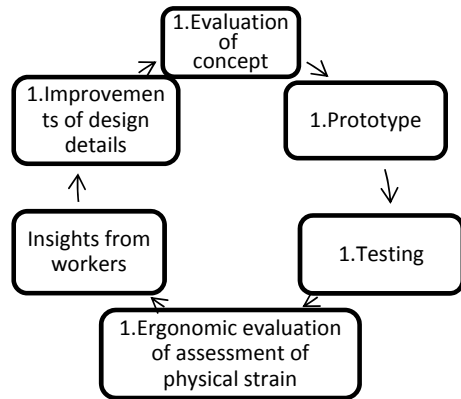 1.Evaluation
of
concept
1.Prototype
1.Testing
1.Ergonomic evaluation
of assessment of
physical strain
Insights from
workers
1.Improvemen
ts of design
details